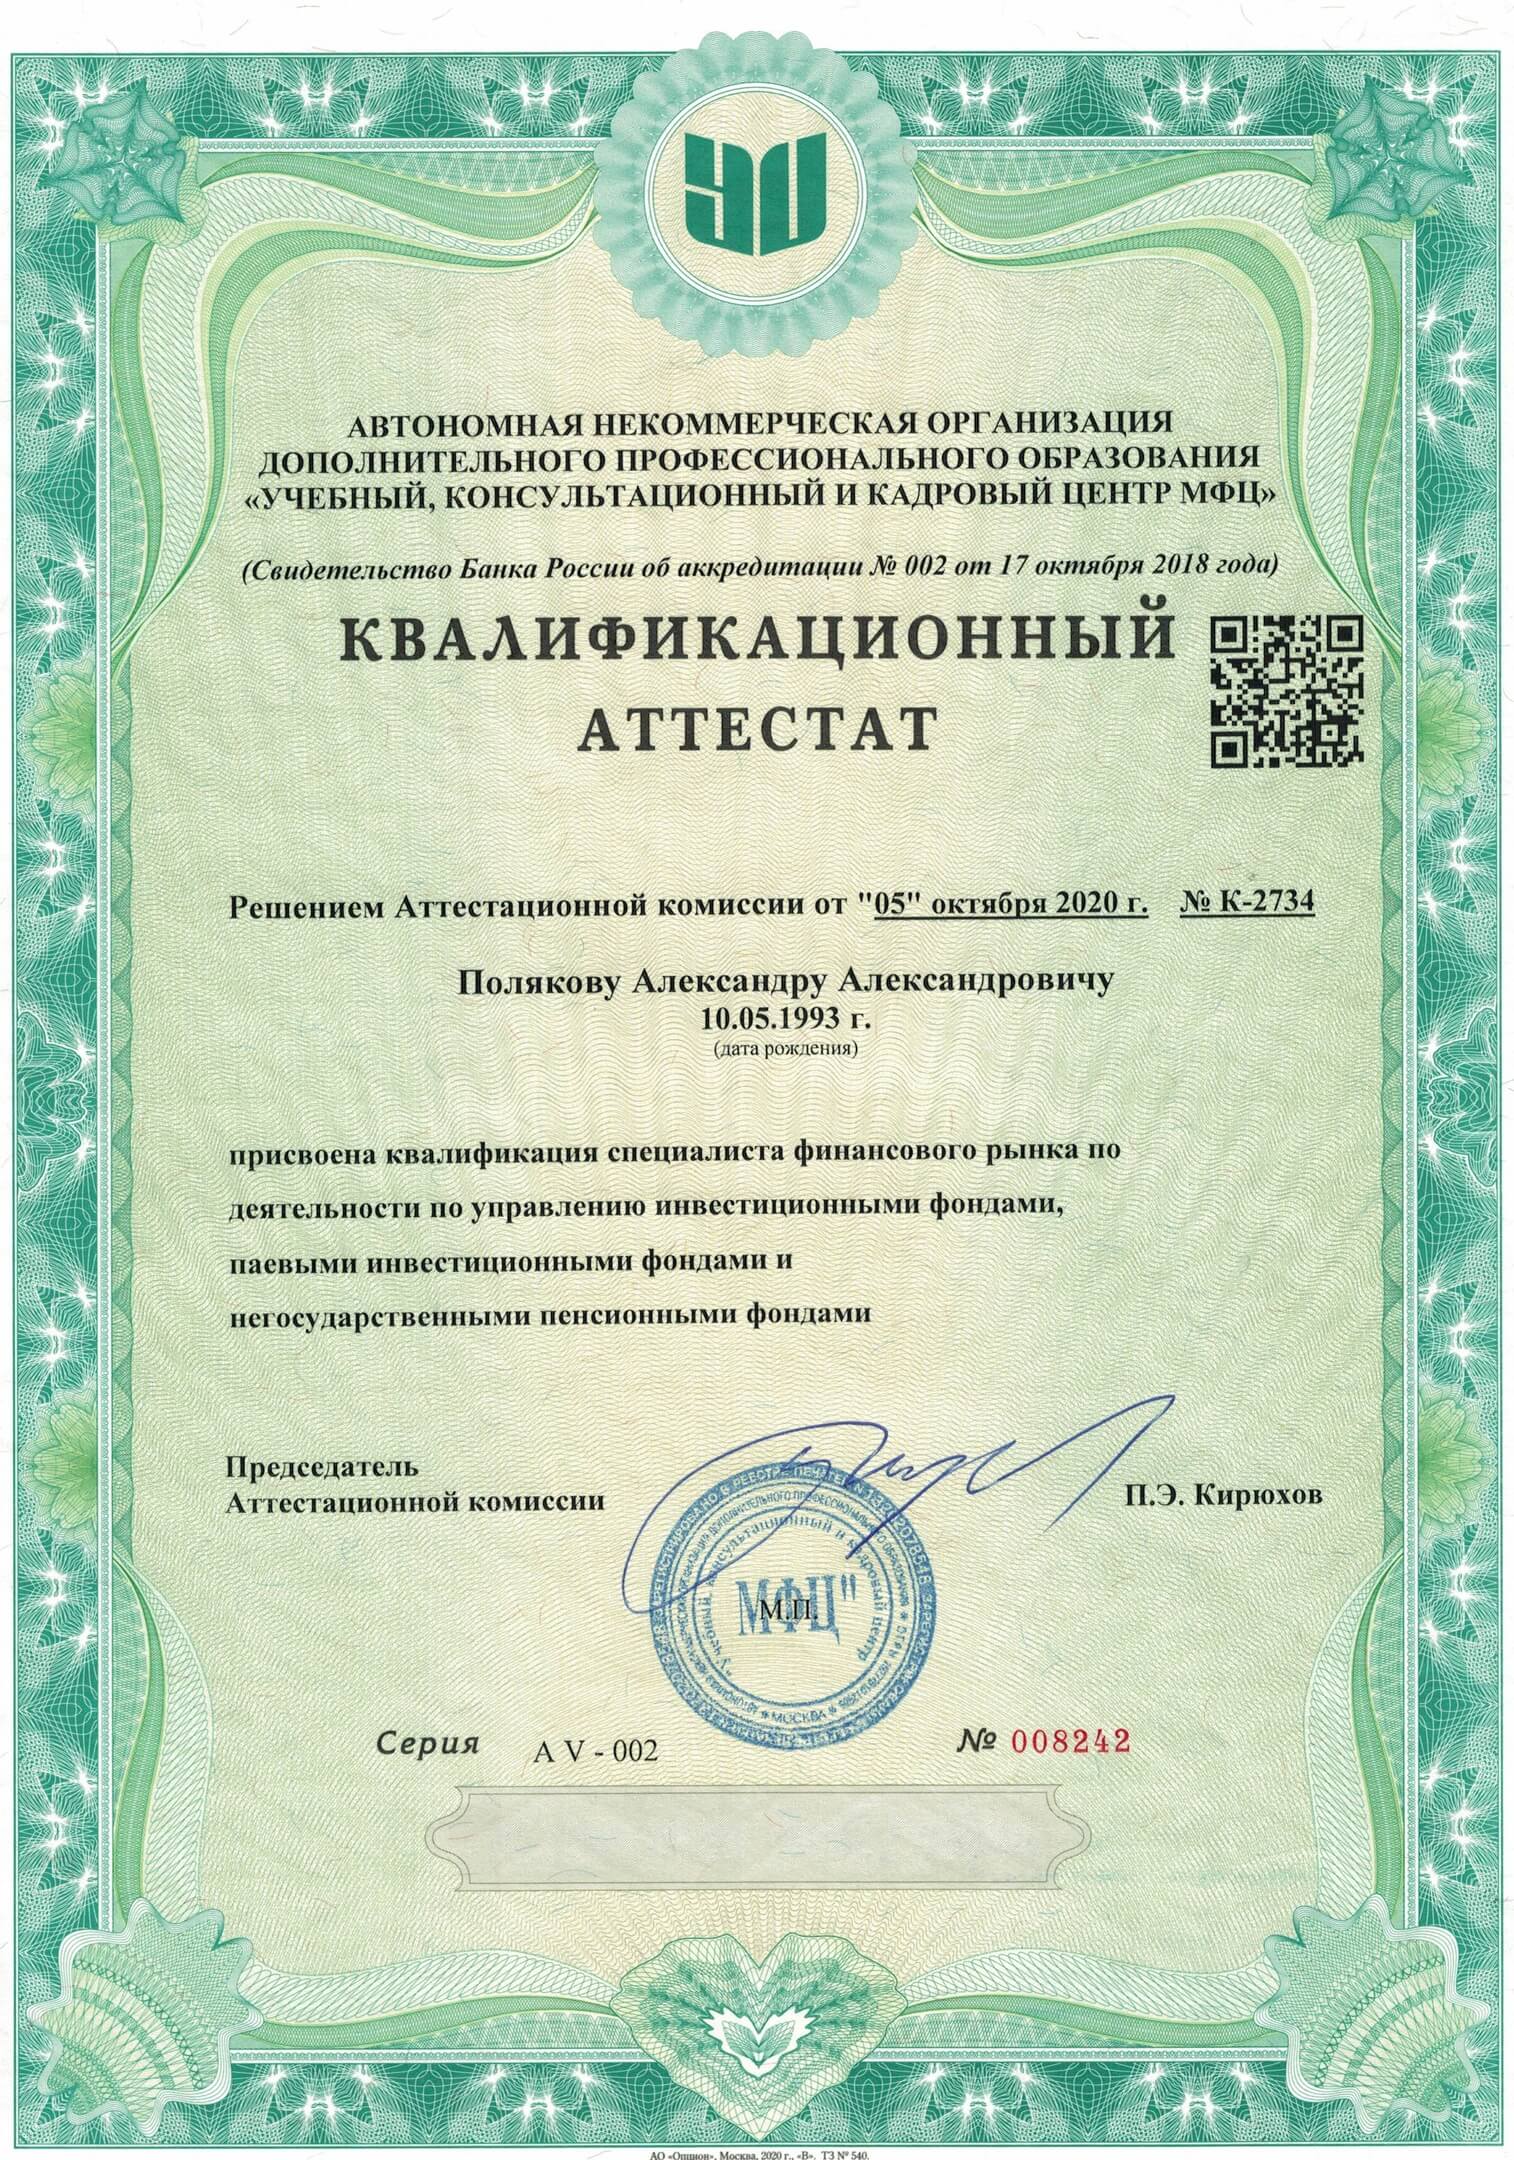 АВТОНОМНАЯ НЕКОММЕРЧЕСКАЯ ОРГАНИЗАЦИЯ
ДОПОЛНИТЕЛЬНОГО ПРОФЕССИОНАЛЬНОГО ОБРАЗОВАНИЯ
«УЧЕБНЫЙ, КОНСУЛЬТАЦИОННЫЙ И КАДРОВЫЙ ЦЕНТР МФЦ»
(Свидетельство Банка России об аккредитации № 002 от 17 октября 2018 года)
КВАЛИФИКАЦИОННЫЙ
АТТЕСТАТ
Решением Аттестационной комиссии от "05" октября 2020 г. № К-2734
Полякову Александру Александровичу
10.05.1993 г.
(дата рождения)
присвоена квалификация специалиста финансового рынка по
деятельности по управлению инвестиционными фондами,
паевыми инвестиционными фондами и
негосударственными пенсионными фондами
Председатель
Аттестационной комиссии
П.Э. Кирюхов
МФЦ"
М.П.
МОСКВА
Серия A V - 002 № 008242
АО «Опцион», Москва, 2020 г., «В». ТЗ № 540.